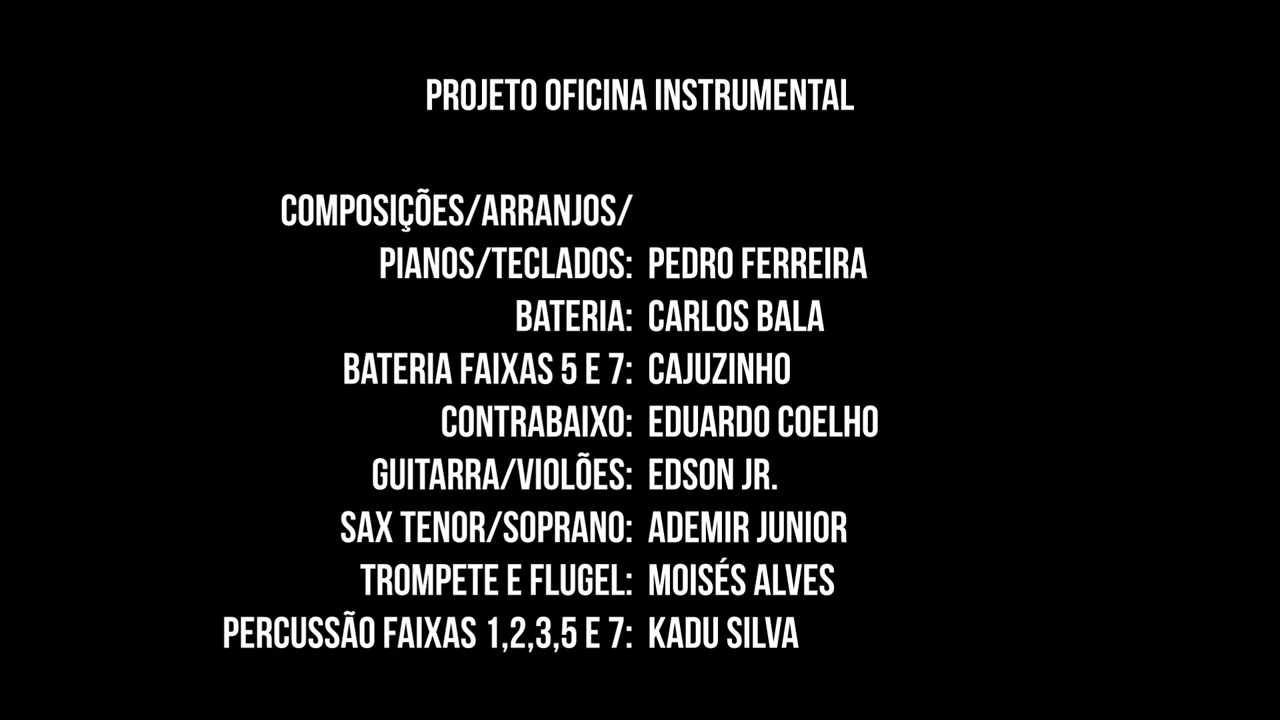 PROJETO OFICINA INSTRUMENTAL
COMPOSIÇÕES/ARRANJOS/
PIANOS/TECLADOS: PEDRO FERREIRA
BATERIA: CARLOS BALA
BATERIA FAIXAS 5 E 7: CAJUZINHO
CONTRABAIXO: EDUARDO COELHO
GUITARRA/VIOLÕES: EDSON JR.
SAX TENOR/SOPRANO: ADEMIR JUNIOR
TROMPETE E FLUGEL: MOISÉS ALVES
PERCUSSÃO FAIXAS 1,2,3,5 E 7: KADU SILVA